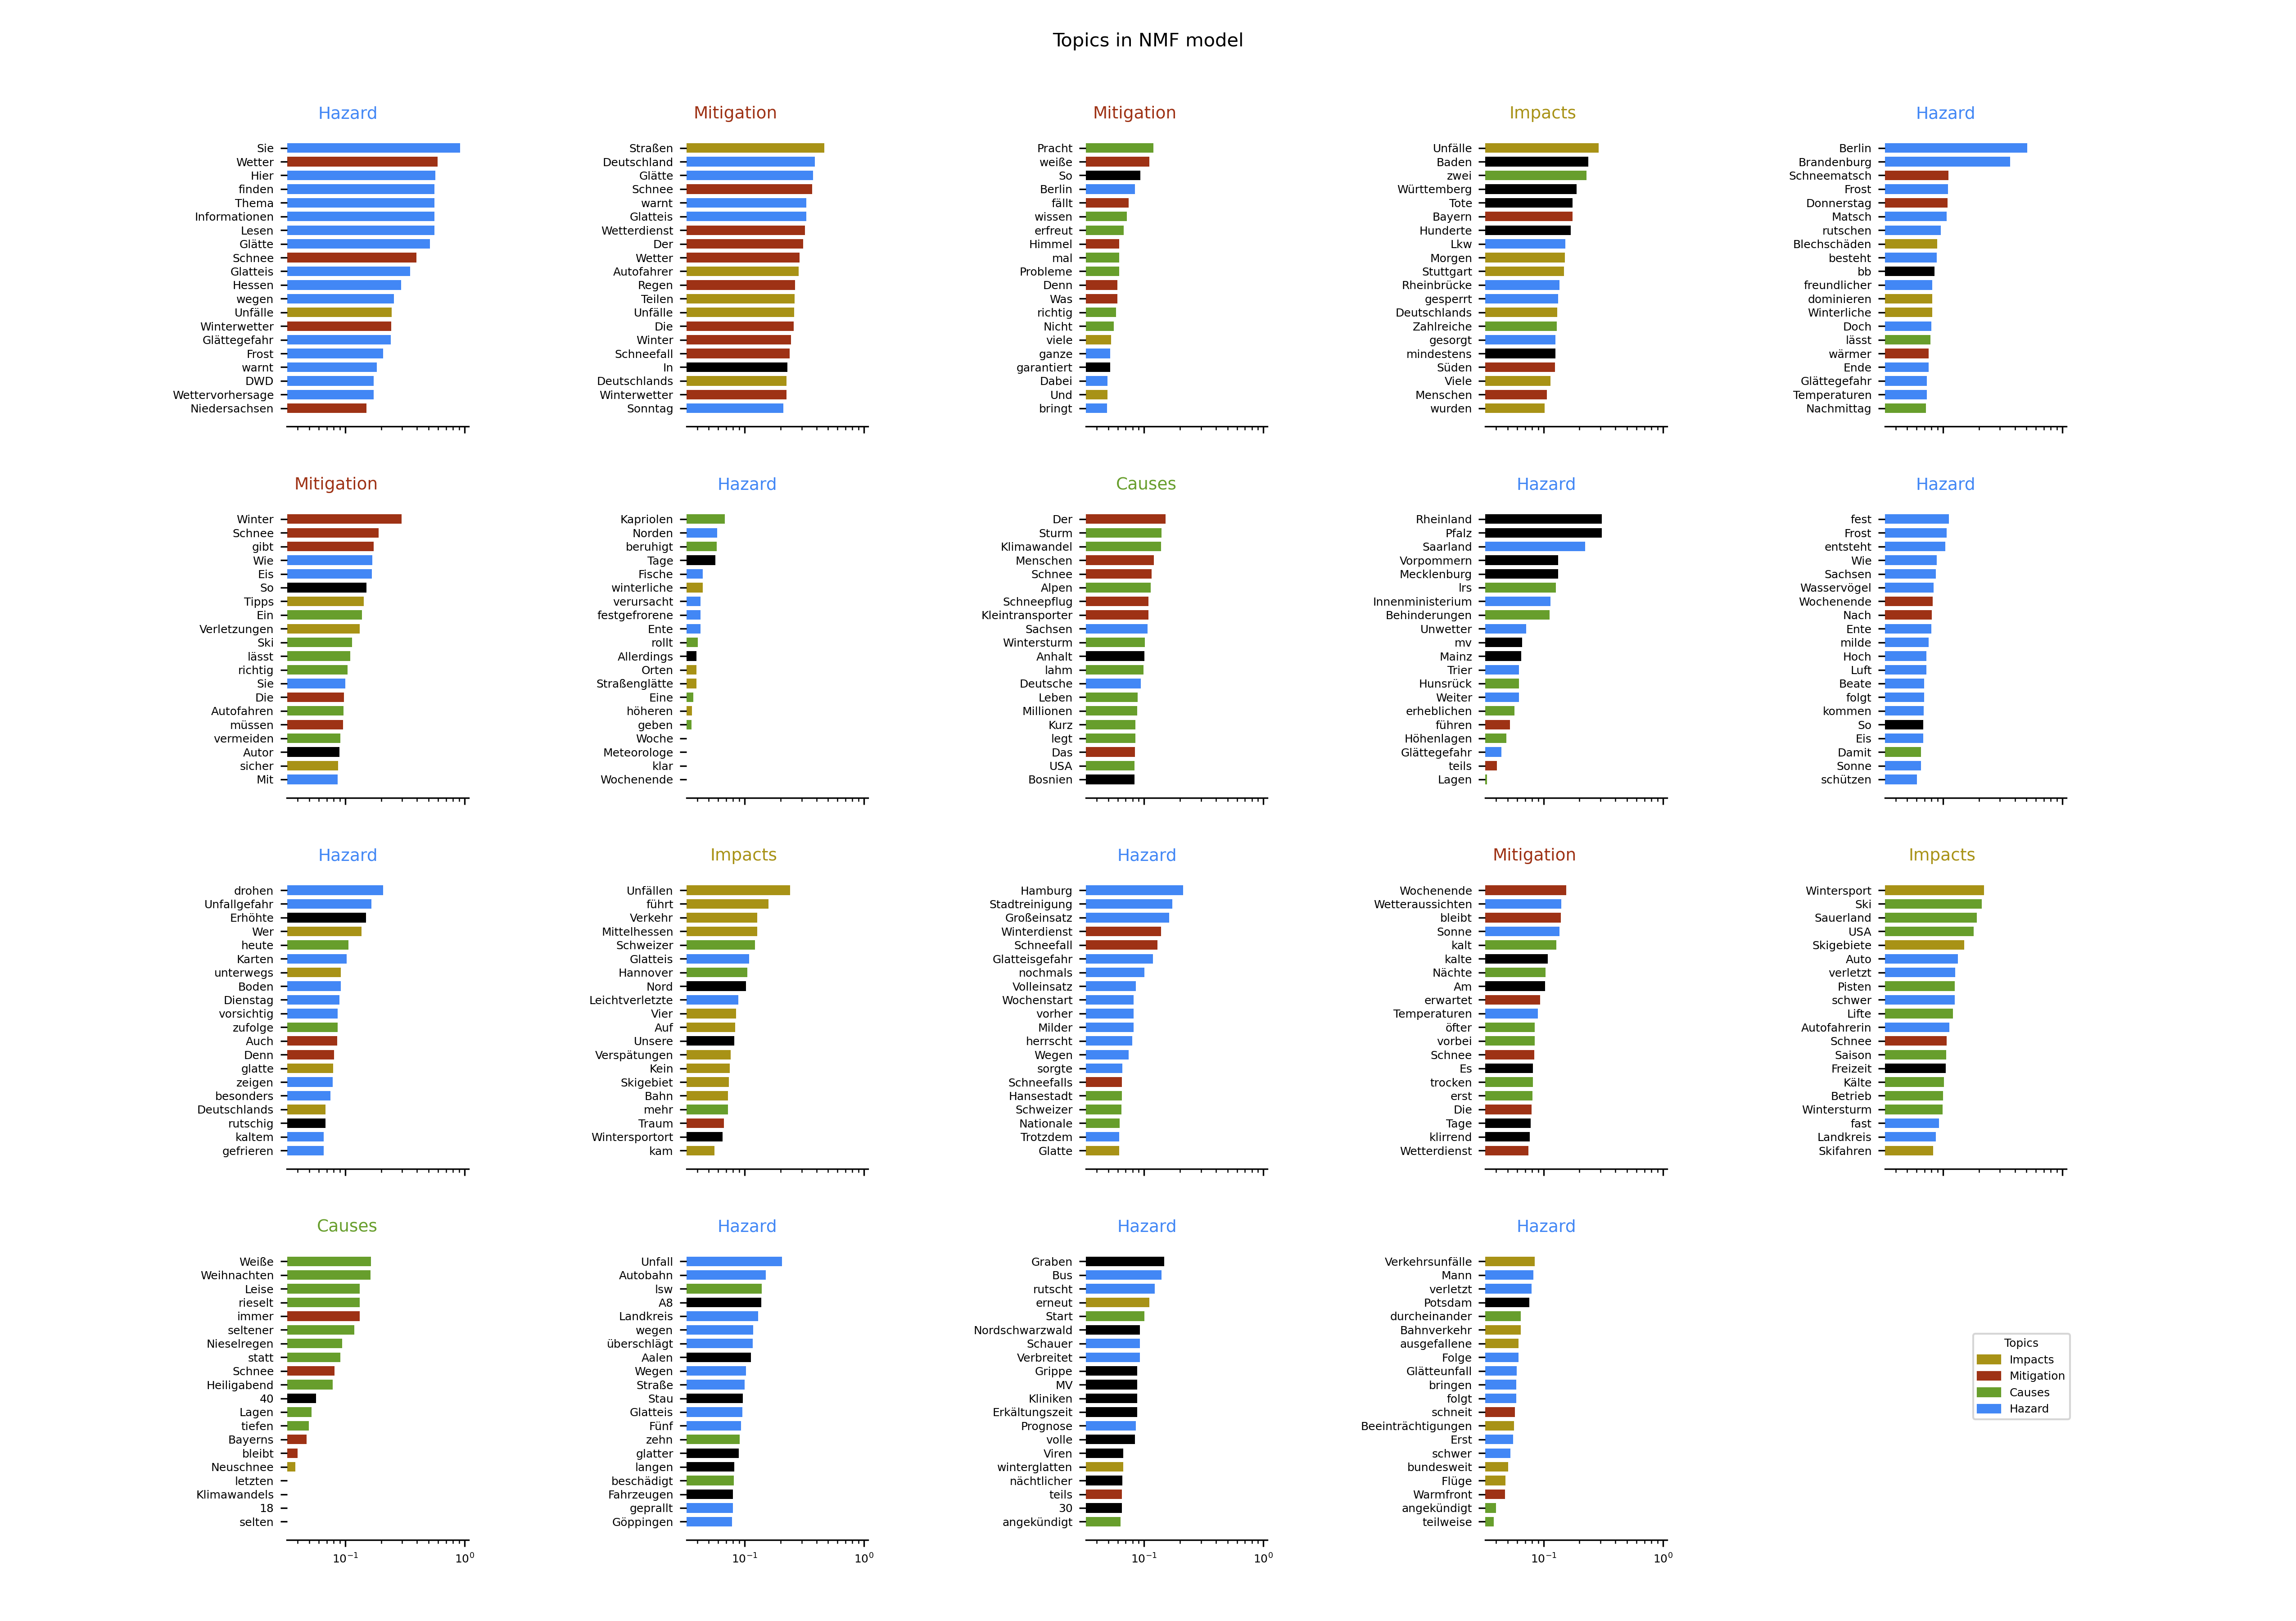 Topics in NMF model
Hazard
Sie
Wetter
Hier
finden
Thema
Informationen
Lesen
Glätte
Schnee
Glatteis
Hessen
wegen
Unfälle
Winterwetter
Glättegefahr
Frost
warnt
DWD
Wettervorhersage
Niedersachsen
Mitigation
Straßen
Deutschland
Glätte
Schnee
warnt
Glatteis
Wetterdienst
Der
Wetter
Autofahrer
Regen
Teilen
Unfälle
Die
Winter
Schneefall
In
Deutschlands
Winterwetter
Sonntag
Mitigation
Pracht
weiße
So
Berlin
fällt
wissen
erfreut
Himmel
mal
Probleme
Denn
Was
richtig
Nicht
viele
ganze
garantiert
Dabei
Und
bringt
Impacts
Unfälle
Baden
zwei
Württemberg
Tote
Bayern
Hunderte
Lkw
Morgen
Stuttgart
Rheinbrücke
gesperrt
Deutschlands
Zahlreiche
gesorgt
mindestens
Süden
Viele
Menschen
wurden
Hazard
Berlin
Brandenburg
Schneematsch
Frost
Donnerstag
Matsch
rutschen
Blechschäden
besteht
bb
freundlicher
dominieren
Winterliche
Doch
lässt
wärmer
Ende
Glättegefahr
Temperaturen
Nachmittag
Mitigation
Winter
Schnee
gibt
Wie
Eis
So
Tipps
Ein
Verletzungen
Ski
lässt
richtig
Sie
Die
Autofahren
müssen
vermeiden
Autor
sicher
Mit
Hazard
Kapriolen
Norden
beruhigt
Tage
Fische
winterliche
verursacht
festgefrorene
Ente
rollt
Allerdings
Orten
Straßenglätte
Eine
höheren
geben
Woche
Meteorologe
klar
Wochenende
Causes
Der
Sturm
Klimawandel
Menschen
Schnee
Alpen
Schneepflug
Kleintransporter
Sachsen
Wintersturm
Anhalt
lahm
Deutsche
Leben
Millionen
Kurz
legt
Das
USA
Bosnien
Hazard
Rheinland
Pfalz
Saarland
Vorpommern
Mecklenburg
lrs
Innenministerium
Behinderungen
Unwetter
mv
Mainz
Trier
Hunsrück
Weiter
erheblichen
führen
Höhenlagen
Glättegefahr
teils
Lagen
Hazard
fest
Frost
entsteht
Wie
Sachsen
Wasservögel
Wochenende
Nach
Ente
milde
Hoch
Luft
Beate
folgt
kommen
So
Eis
Damit
Sonne
schützen
Hazard
drohen
Unfallgefahr
Erhöhte
Wer
heute
Karten
unterwegs
Boden
Dienstag
vorsichtig
zufolge
Auch
Denn
glatte
zeigen
besonders
Deutschlands
rutschig
kaltem
gefrieren
Impacts
Unfällen
führt
Verkehr
Mittelhessen
Schweizer
Glatteis
Hannover
Nord
Leichtverletzte
Vier
Auf
Unsere
Verspätungen
Kein
Skigebiet
Bahn
mehr
Traum
Wintersportort
kam
Hazard
Hamburg
Stadtreinigung
Großeinsatz
Winterdienst
Schneefall
Glatteisgefahr
nochmals
Volleinsatz
Wochenstart
vorher
Milder
herrscht
Wegen
sorgte
Schneefalls
Hansestadt
Schweizer
Nationale
Trotzdem
Glatte
Mitigation
Wochenende
Wetteraussichten
bleibt
Sonne
kalt
kalte
Nächte
Am
erwartet
Temperaturen
öfter
vorbei
Schnee
Es
trocken
erst
Die
Tage
klirrend
Wetterdienst
Impacts
Wintersport
Ski
Sauerland
USA
Skigebiete
Auto
verletzt
Pisten
schwer
Lifte
Autofahrerin
Schnee
Saison
Freizeit
Kälte
Betrieb
Wintersturm
fast
Landkreis
Skifahren
Causes
Weiße
Weihnachten
Leise
rieselt
immer
seltener
Nieselregen
statt
Schnee
Heiligabend
40
Lagen
tiefen
Bayerns
bleibt
Neuschnee
letzten
Klimawandels
18
selten
10⁻¹ 10⁰
Hazard
Unfall
Autobahn
lsw
A8
Landkreis
wegen
überschlägt
Aalen
Wegen
Straße
Stau
Glatteis
Fünf
zehn
glatter
langen
beschädigt
Fahrzeugen
geprallt
Göppingen
10⁻¹ 10⁰
Hazard
Graben
Bus
rutscht
erneut
Start
Nordschwarzwald
Schauer
Verbreitet
Grippe
MV
Kliniken
Erkältungszeit
Prognose
volle
Viren
winterglatten
nächtlicher
teils
30
angekündigt
10⁻¹ 10⁰
Hazard
Verkehrsunfälle
Mann
verletzt
Potsdam
durcheinander
Bahnverkehr
ausgefallene
Folge
Glätteunfall
bringen
folgt
schneit
Beeinträchtigungen
Erst
schwer
bundesweit
Flüge
Warmfront
angekündigt
teilweise
10⁻¹ 10⁰
Topics
Impacts
Mitigation
Causes
Hazard